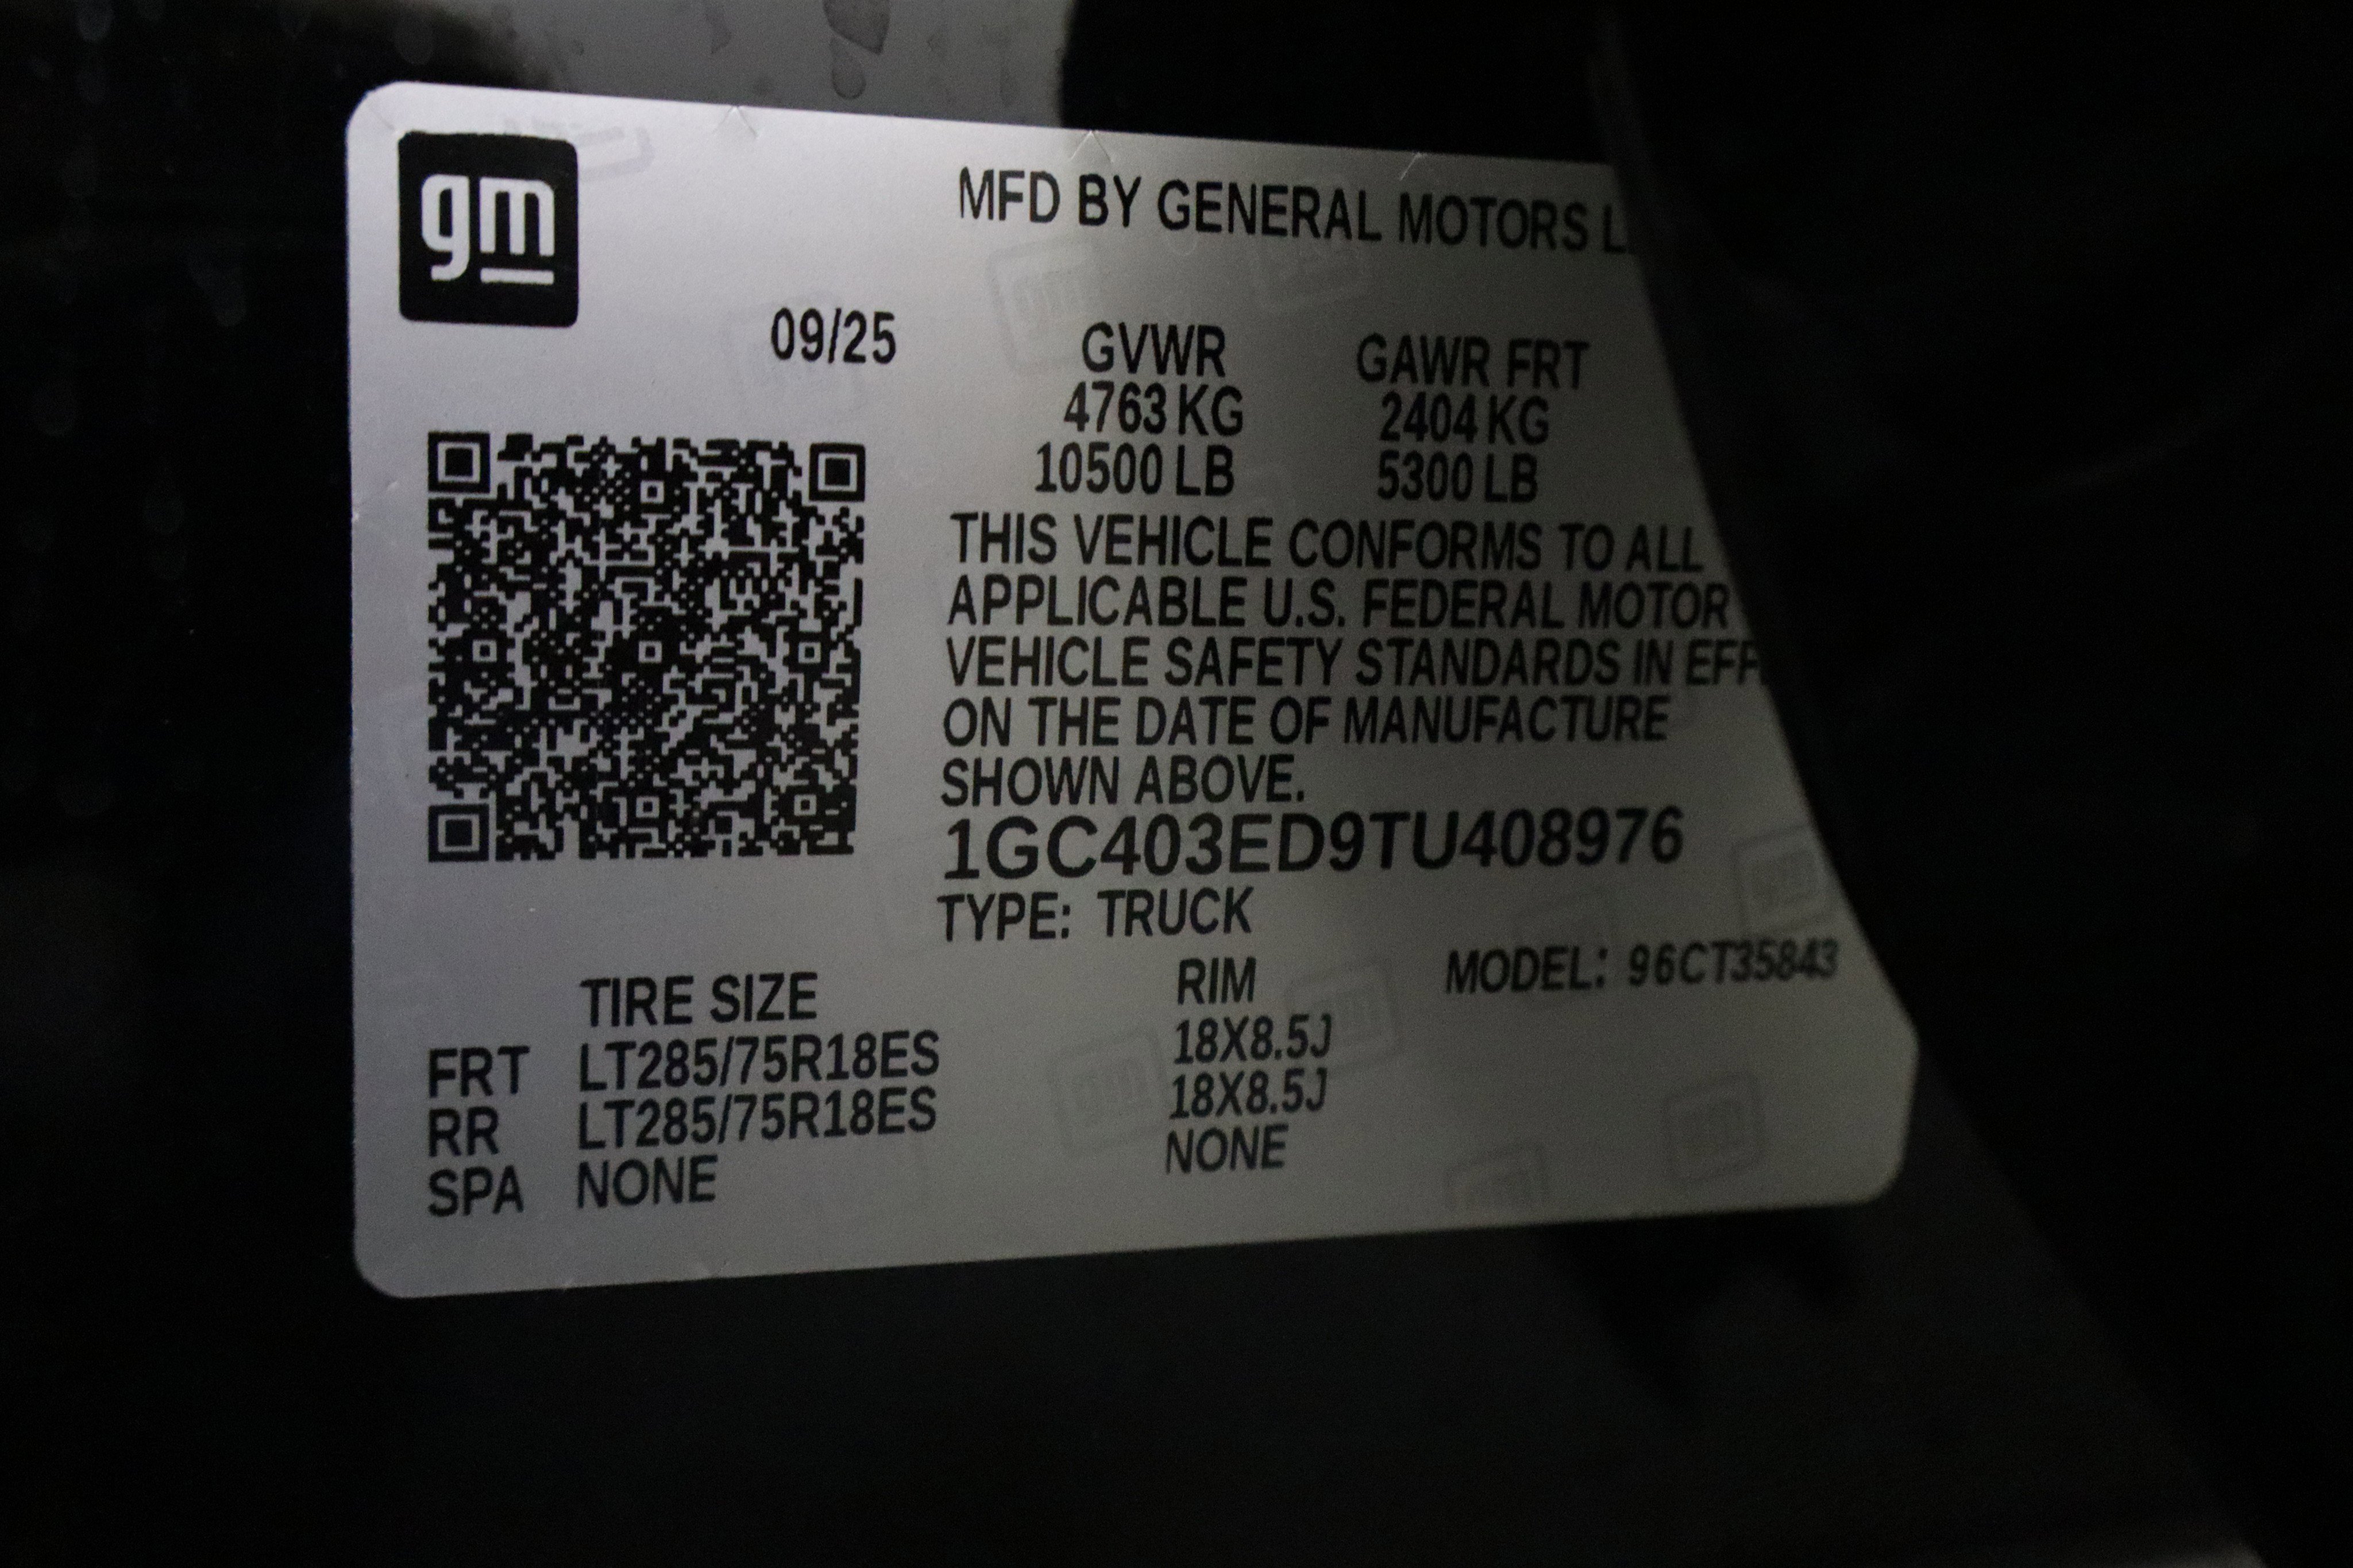 gm
MFD BY GENERAL MOTORS
09/25
GVWR GAWR FRT
4763 KG 2404 KG
10500 LB 5300 LB
THIS VEHICLE CONFORMS TO ALL
APPLICABLE U.S. FEDERAL MOTOR
VEHICLE SAFETY STANDARDS IN EFF
ON THE DATE OF MANUFACTURE
SHOWN ABOVE.
1GC403ED9TU408976
TYPE: TRUCK
MODEL: 96CT35843
TIRE SIZE RIM
FRT LT285/75R18ES 18X8.5J
RR LT285/75R18ES 18X8.5J
SPA NONE NONE